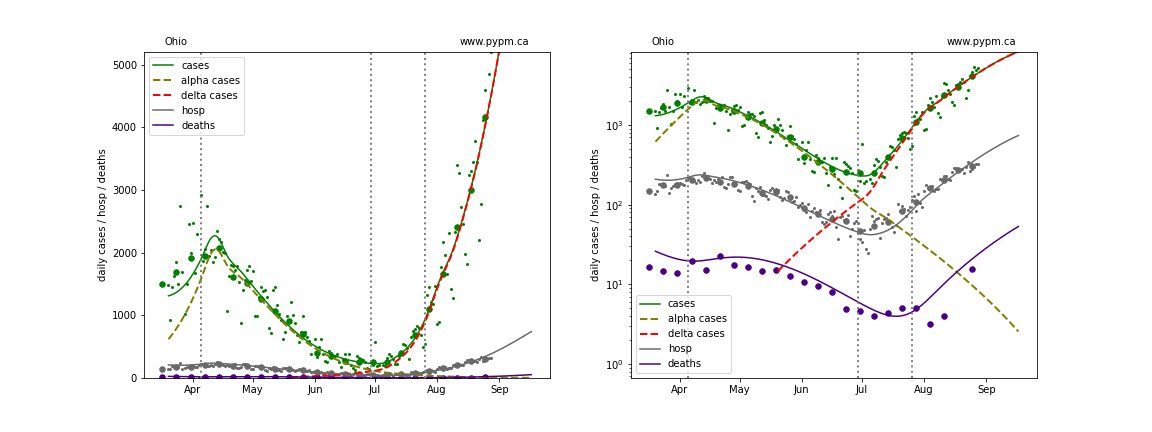 Ohio
www.pypm.ca
daily cases / hosp / deaths
5000
4000
3000
2000
1000
0
cases
alpha cases
delta cases
hosp
deaths
Apr
May
Jun
Jul
Aug
Sep
Ohio
www.pypm.ca
daily cases / hosp / deaths
10³
10²
10¹
10⁰
cases
alpha cases
delta cases
hosp
deaths
Apr
May
Jun
Jul
Aug
Sep